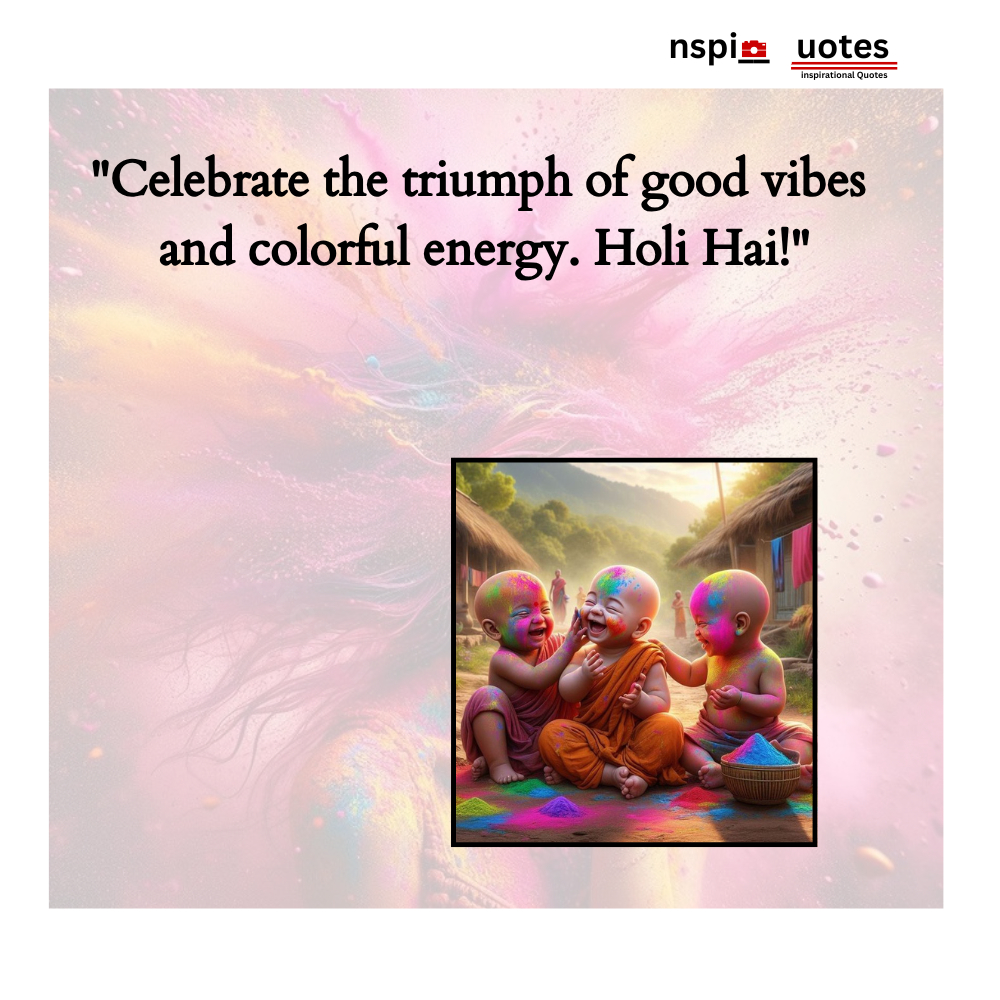 nspi uotes
inspirational Quotes
"Celebrate the triumph of good vibes
and colorful energy. Holi Hai!"